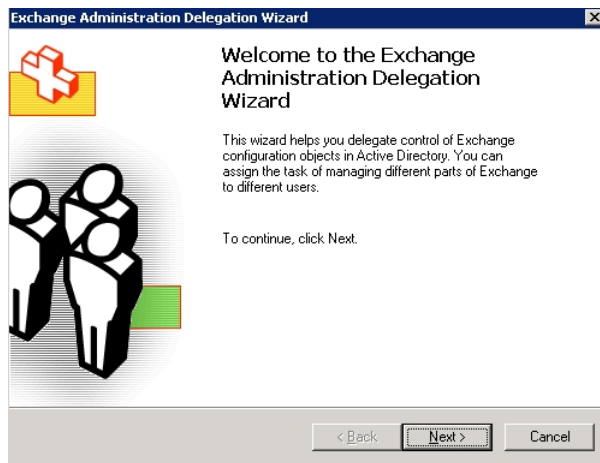 Exchange Administration Delegation Wizard
Welcome to the Exchange
Administration Delegation
Wizard
This wizard helps you delegate control of Exchange
configuration objects in Active Directory. You can
assign the task of managing different parts of Exchange
to different users.
To continue, click Next.
< Back
Next >
Cancel